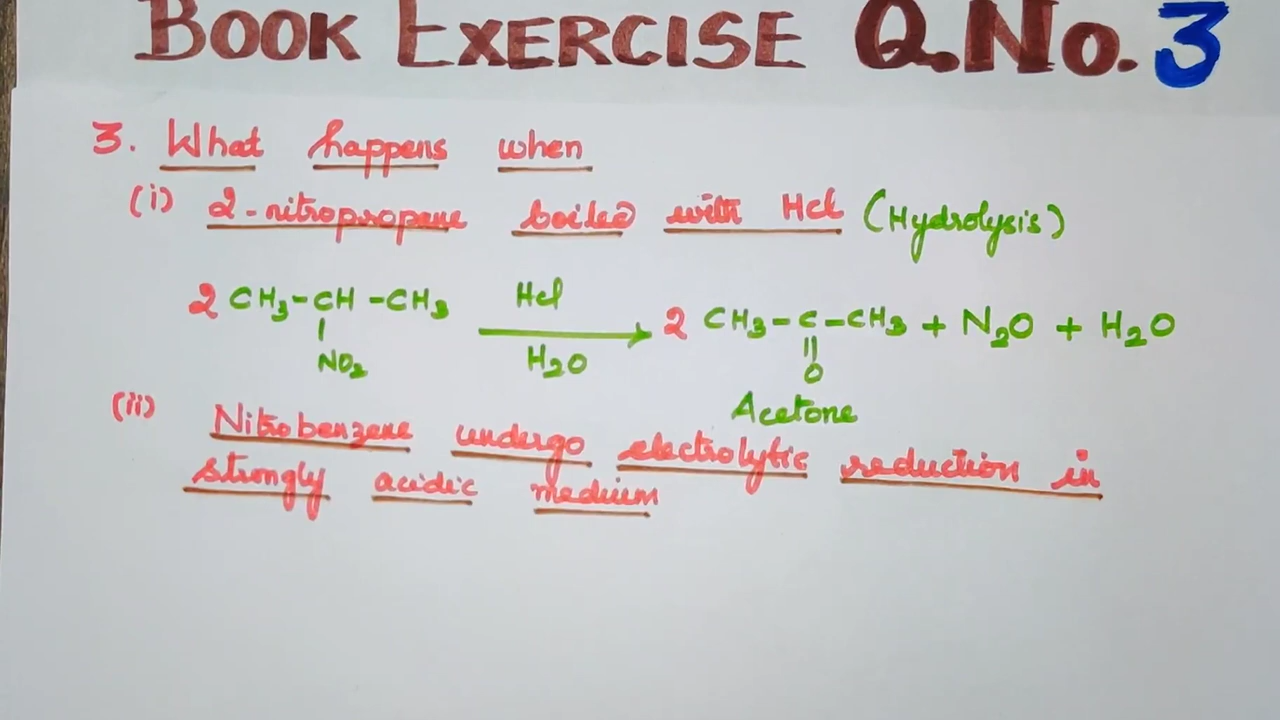 BOOK EXERCISE Q.NO.3
3. What happens when
(i) 2-nitropropane boiled with HCl (Hydrolysis)
2 CH3-CH-CH3 HCl H2O 2 CH3-C-CH3 + N2O + H2O
NO2 O
Acetone
(ii) Nitrobenzene undergo electrolytic reduction in
strongly acidic medium